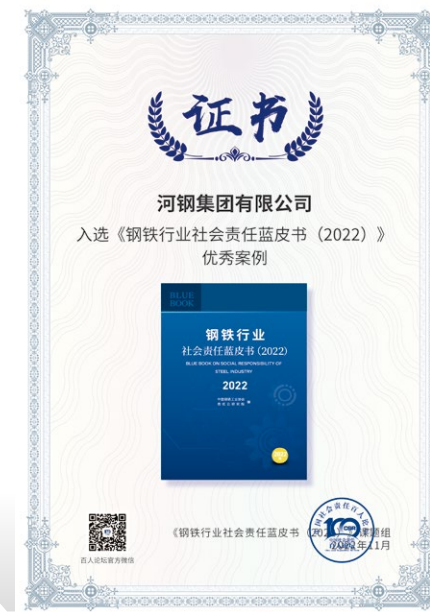 证书
河钢集团有限公司
入选《钢铁行业社会责任蓝皮书（2022）》
优秀案例
BLUE
BOOK
钢铁行业
社会责任蓝皮书（2022）
BLUE BOOK ON SOCIAL RESPONSIBILITY OF
STEEL INDUSTRY
2022
《钢铁行业社会责任蓝皮书（2022）》课题组
2022年11月
百人论坛官方微信